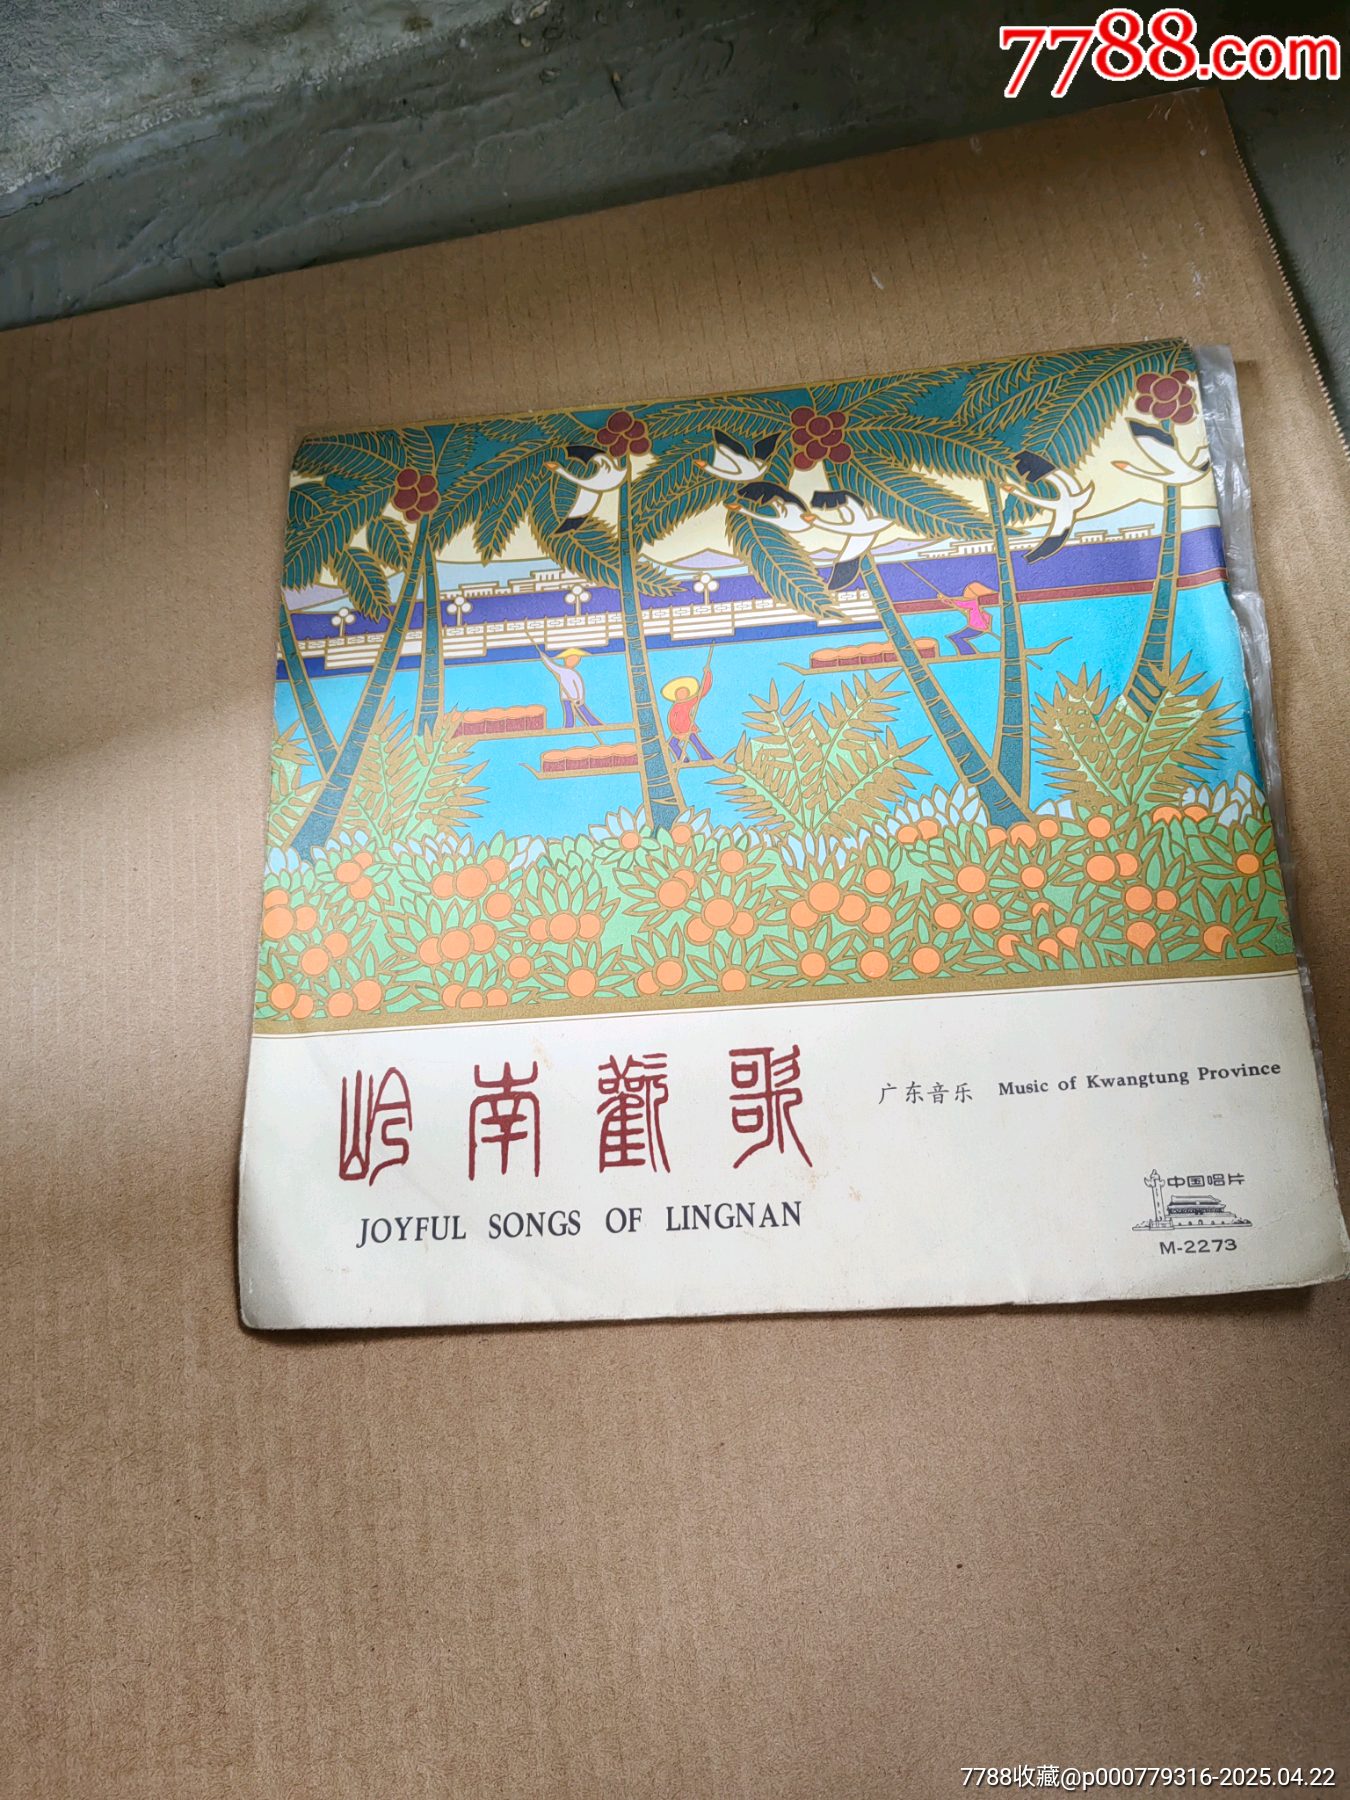 7788.com
岭南歡歌
JOYFUL SONGS OF LINGNAN
广东音乐 Music of Kwangtung Province
中国唱片
M-2273
7788收藏@p000779316-2025.04.22